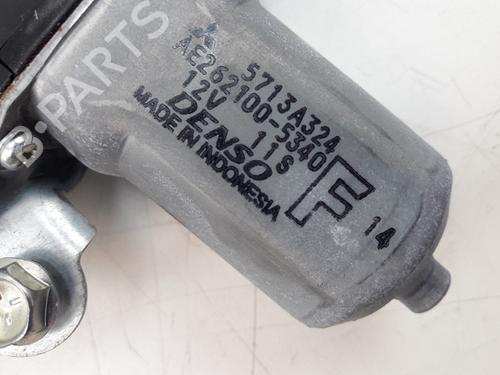 5713A324
AE262100-5340
12V 11S
DENSO
MADE IN INDONESIA
F
14
B-PARTS